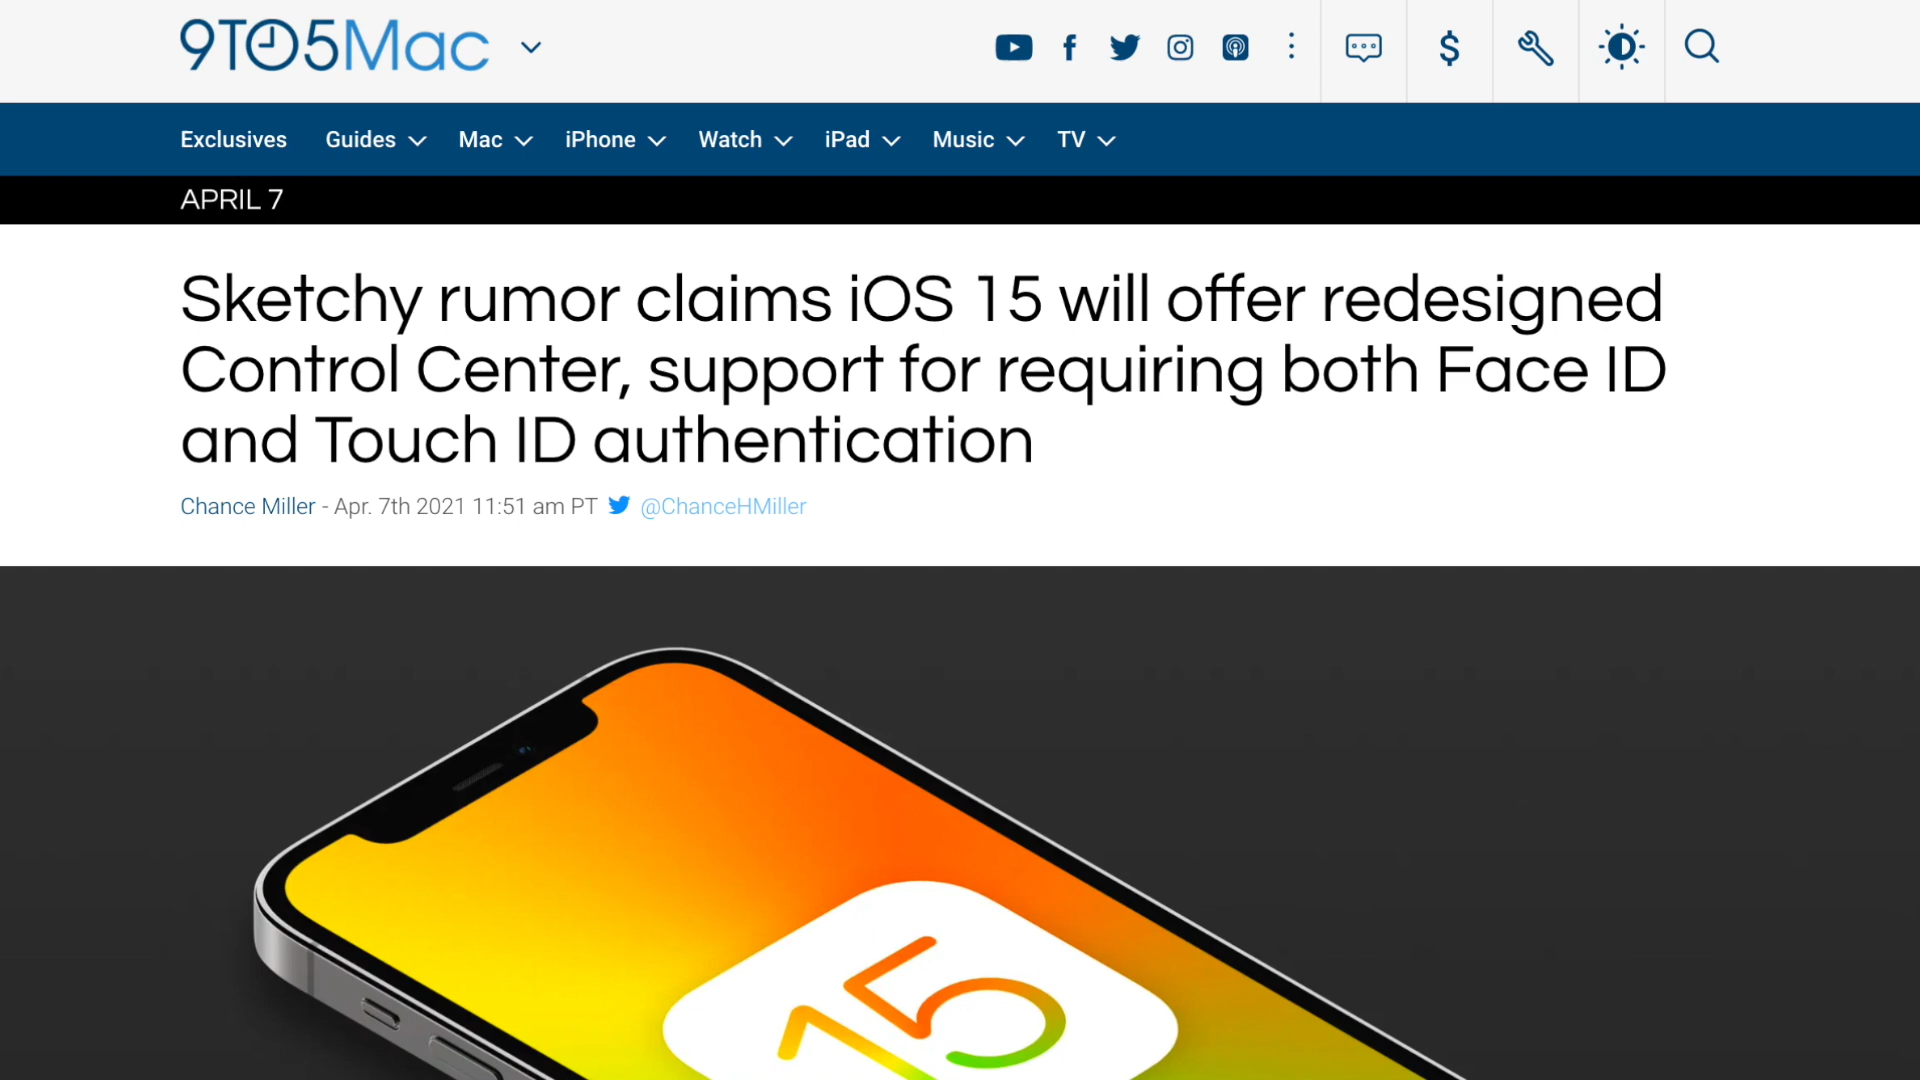 9TO5Mac
Exclusives Guides Mac iPhone Watch iPad Music TV
APRIL 7
Sketchy rumor claims iOS 15 will offer redesigned
Control Center, support for requiring both Face ID
and Touch ID authentication
Chance Miller - Apr. 7th 2021 11:51 am PT @ChanceHMiller
15